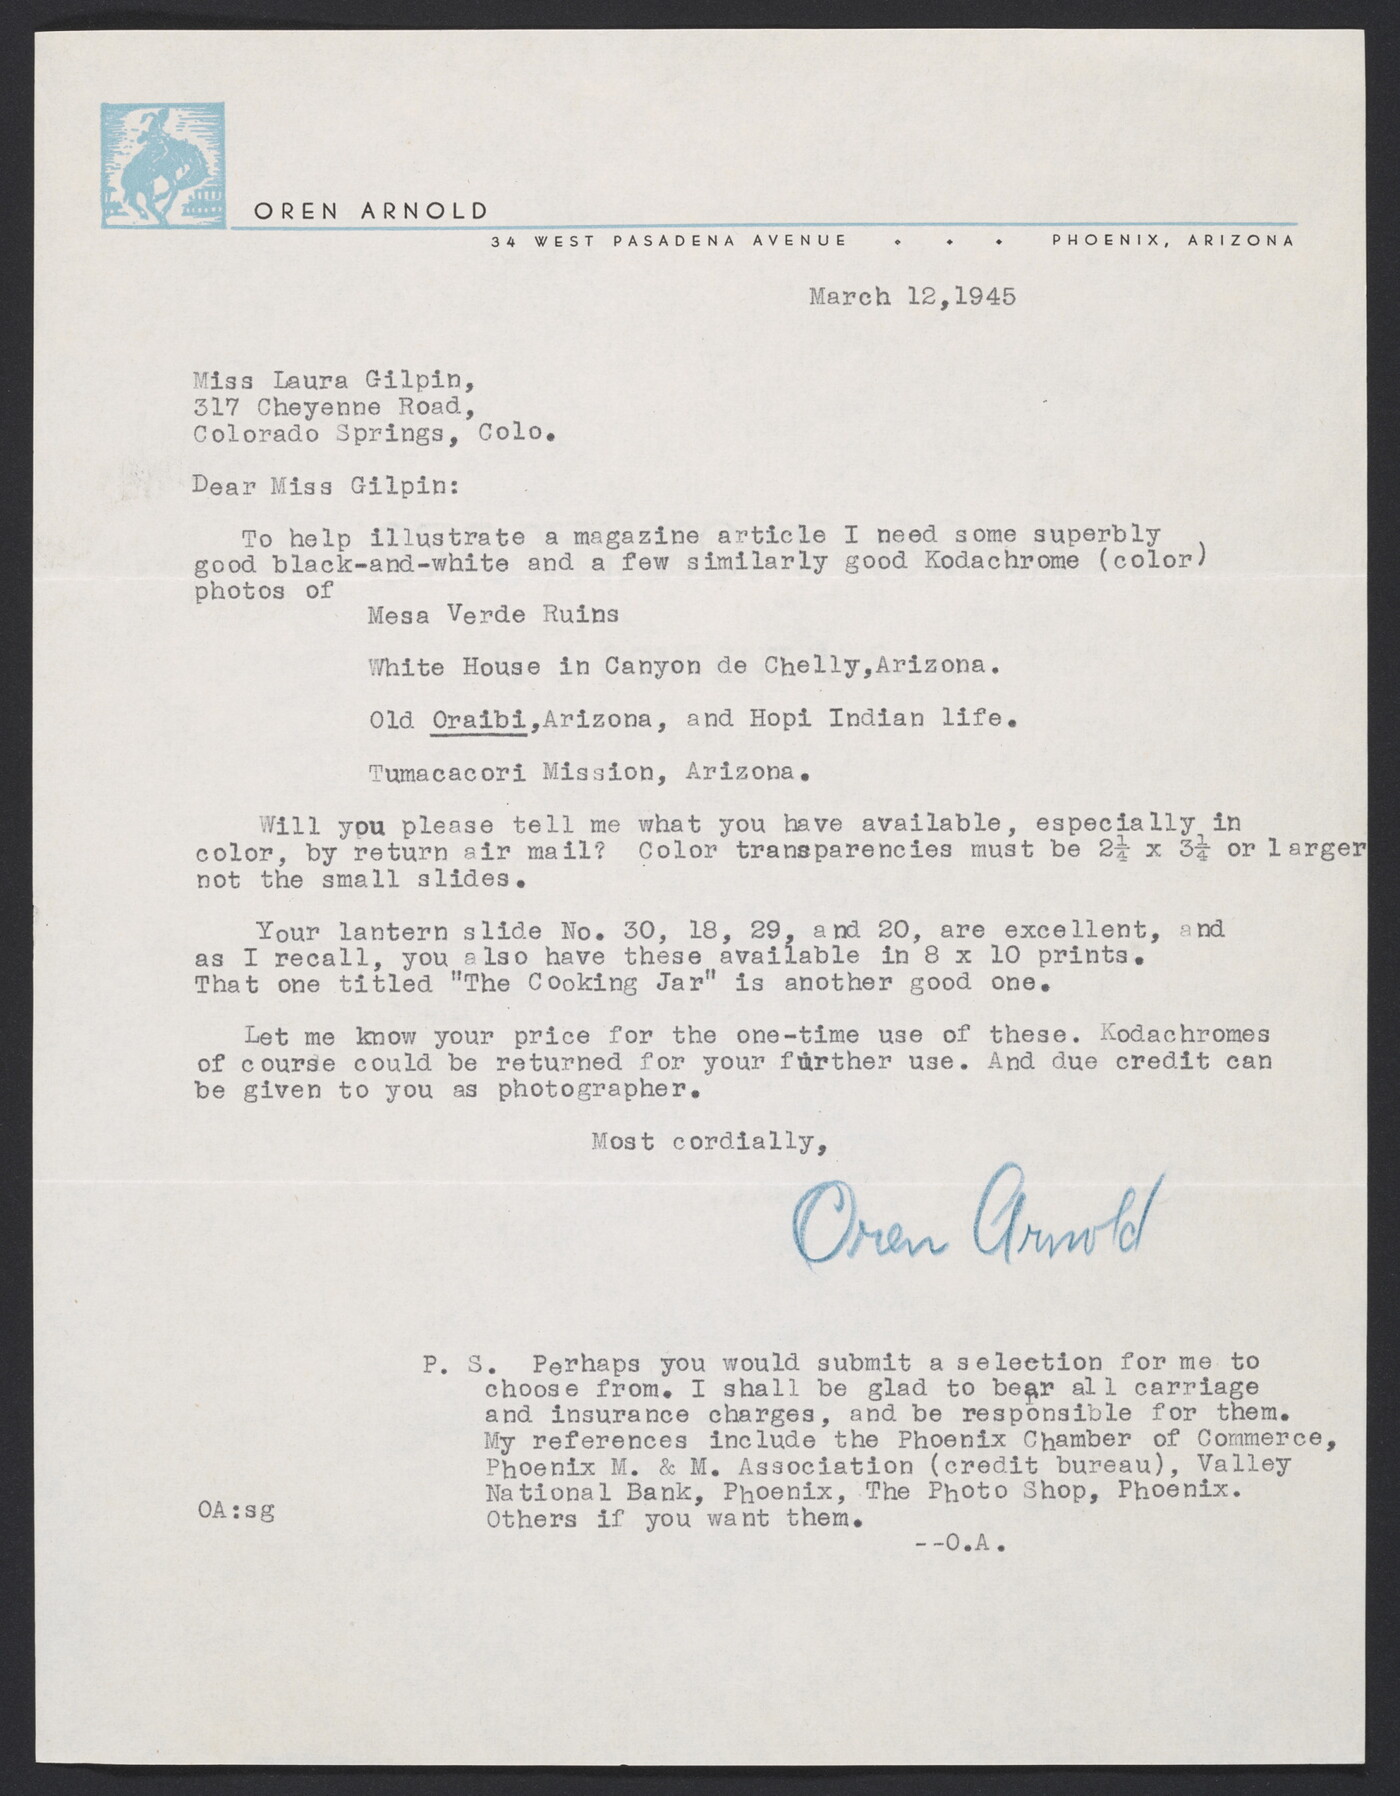 OREN ARNOLD
34 WEST PASADENA AVENUE • • • PHOENIX, ARIZONA
March 12,1945
Miss Laura Gilpin,
317 Cheyenne Road,
Colorado Springs, Colo.
Dear Miss Gilpin:
To help illustrate a magazine article I need some superbly
good black-and-white and a few similarly good Kodachrome (color)
photos of
Mesa Verde Ruins
White House in Canyon de Chelly,Arizona.
Old Oraibi,Arizona, and Hopi Indian life.
Tumacacori Mission, Arizona.
Will you please tell me what you have available, especially in
color, by return air mail? Color transparencies must be 2¼ x 3¼ or larger
not the small slides.
Your lantern slide No. 30, 18, 29, and 20, are excellent, and
as I recall, you also have these available in 8 x 10 prints.
That one titled "The Cooking Jar" is another good one.
Let me know your price for the one-time use of these. Kodachromes
of course could be returned for your further use. And due credit can
be given to you as photographer.
Most cordially,
Oren Arnold
P. S. Perhaps you would submit a selection for me to
choose from. I shall be glad to bear all carriage
and insurance charges, and be responsible for them.
My references include the Phoenix Chamber of Commerce,
Phoenix M. & M. Association (credit bureau), Valley
National Bank, Phoenix, The Photo Shop, Phoenix.
OA:sg
Others if you want them.
--O.A.